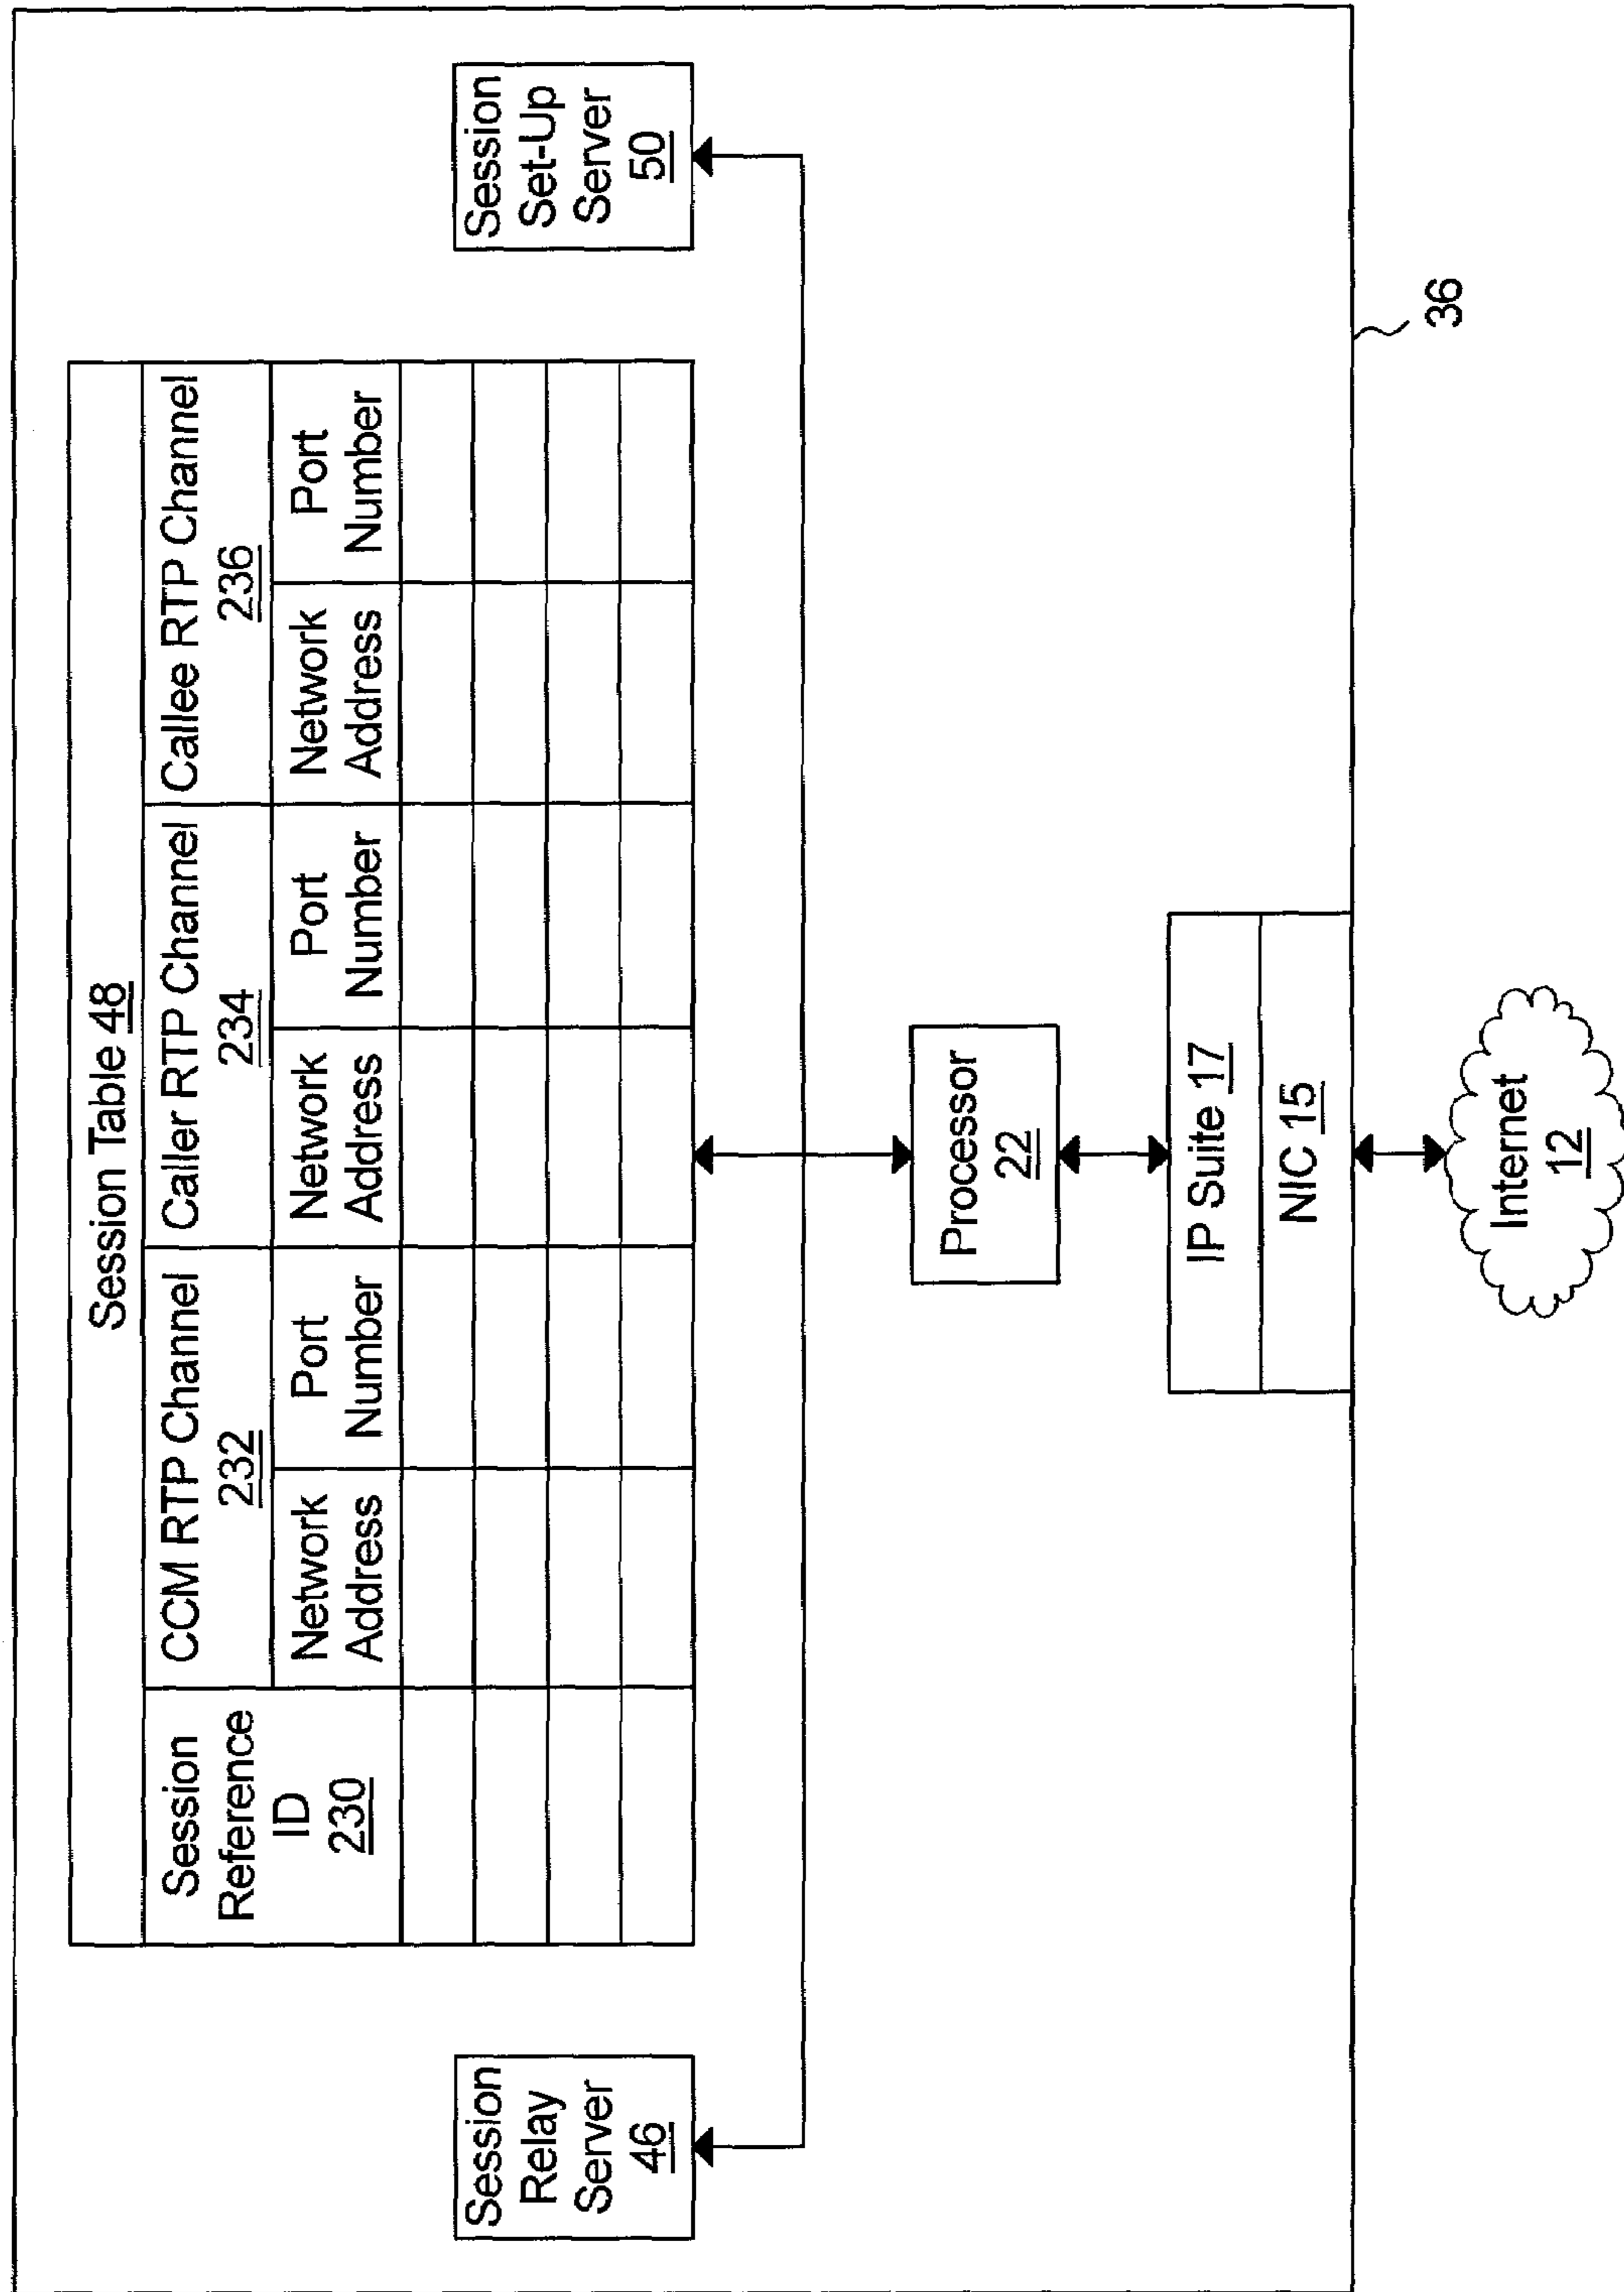 Session Table 48
Session
Reference
ID
230
CCM RTP Channel
232
Caller RTP Channel
234
Callee RTP Channel
236
Network
Address
Port
Number
Network
Address
Port
Number
Network
Address
Port
Number
Session
Relay
Server
46
Session
Set-Up
Server
50
Processor
22
IP Suite 17
NIC 15
36
Internet
12